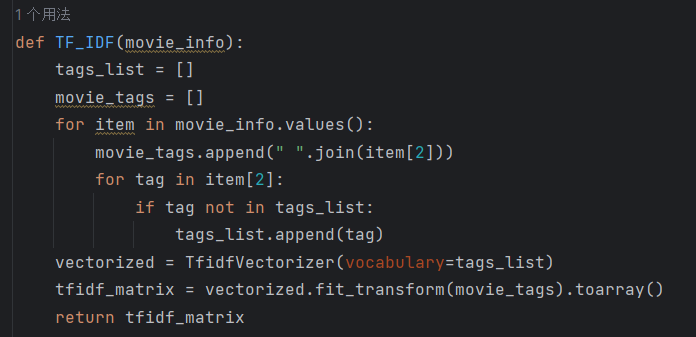 1 个用法
def TF_IDF(movie_info):
    tags_list = []
    movie_tags = []
    for item in movie_info.values():
        movie_tags.append(" ".join(item[2]))
        for tag in item[2]:
            if tag not in tags_list:
                tags_list.append(tag)
    vectorized = TfidfVectorizer(vocabulary=tags_list)
    tfidf_matrix = vectorized.fit_transform(movie_tags).toarray()
    return tfidf_matrix